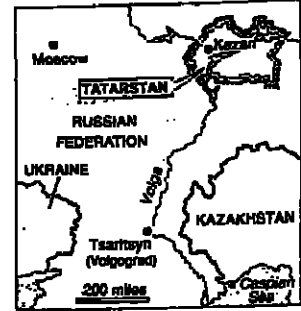 Moscow
Kazan
TATARSTAN
RUSSIAN
FEDERATION
UKRAINE
Volga
KAZAKHSTAN
Tsaritsyn
(Volgograd)
200 miles
Caspian
Sea